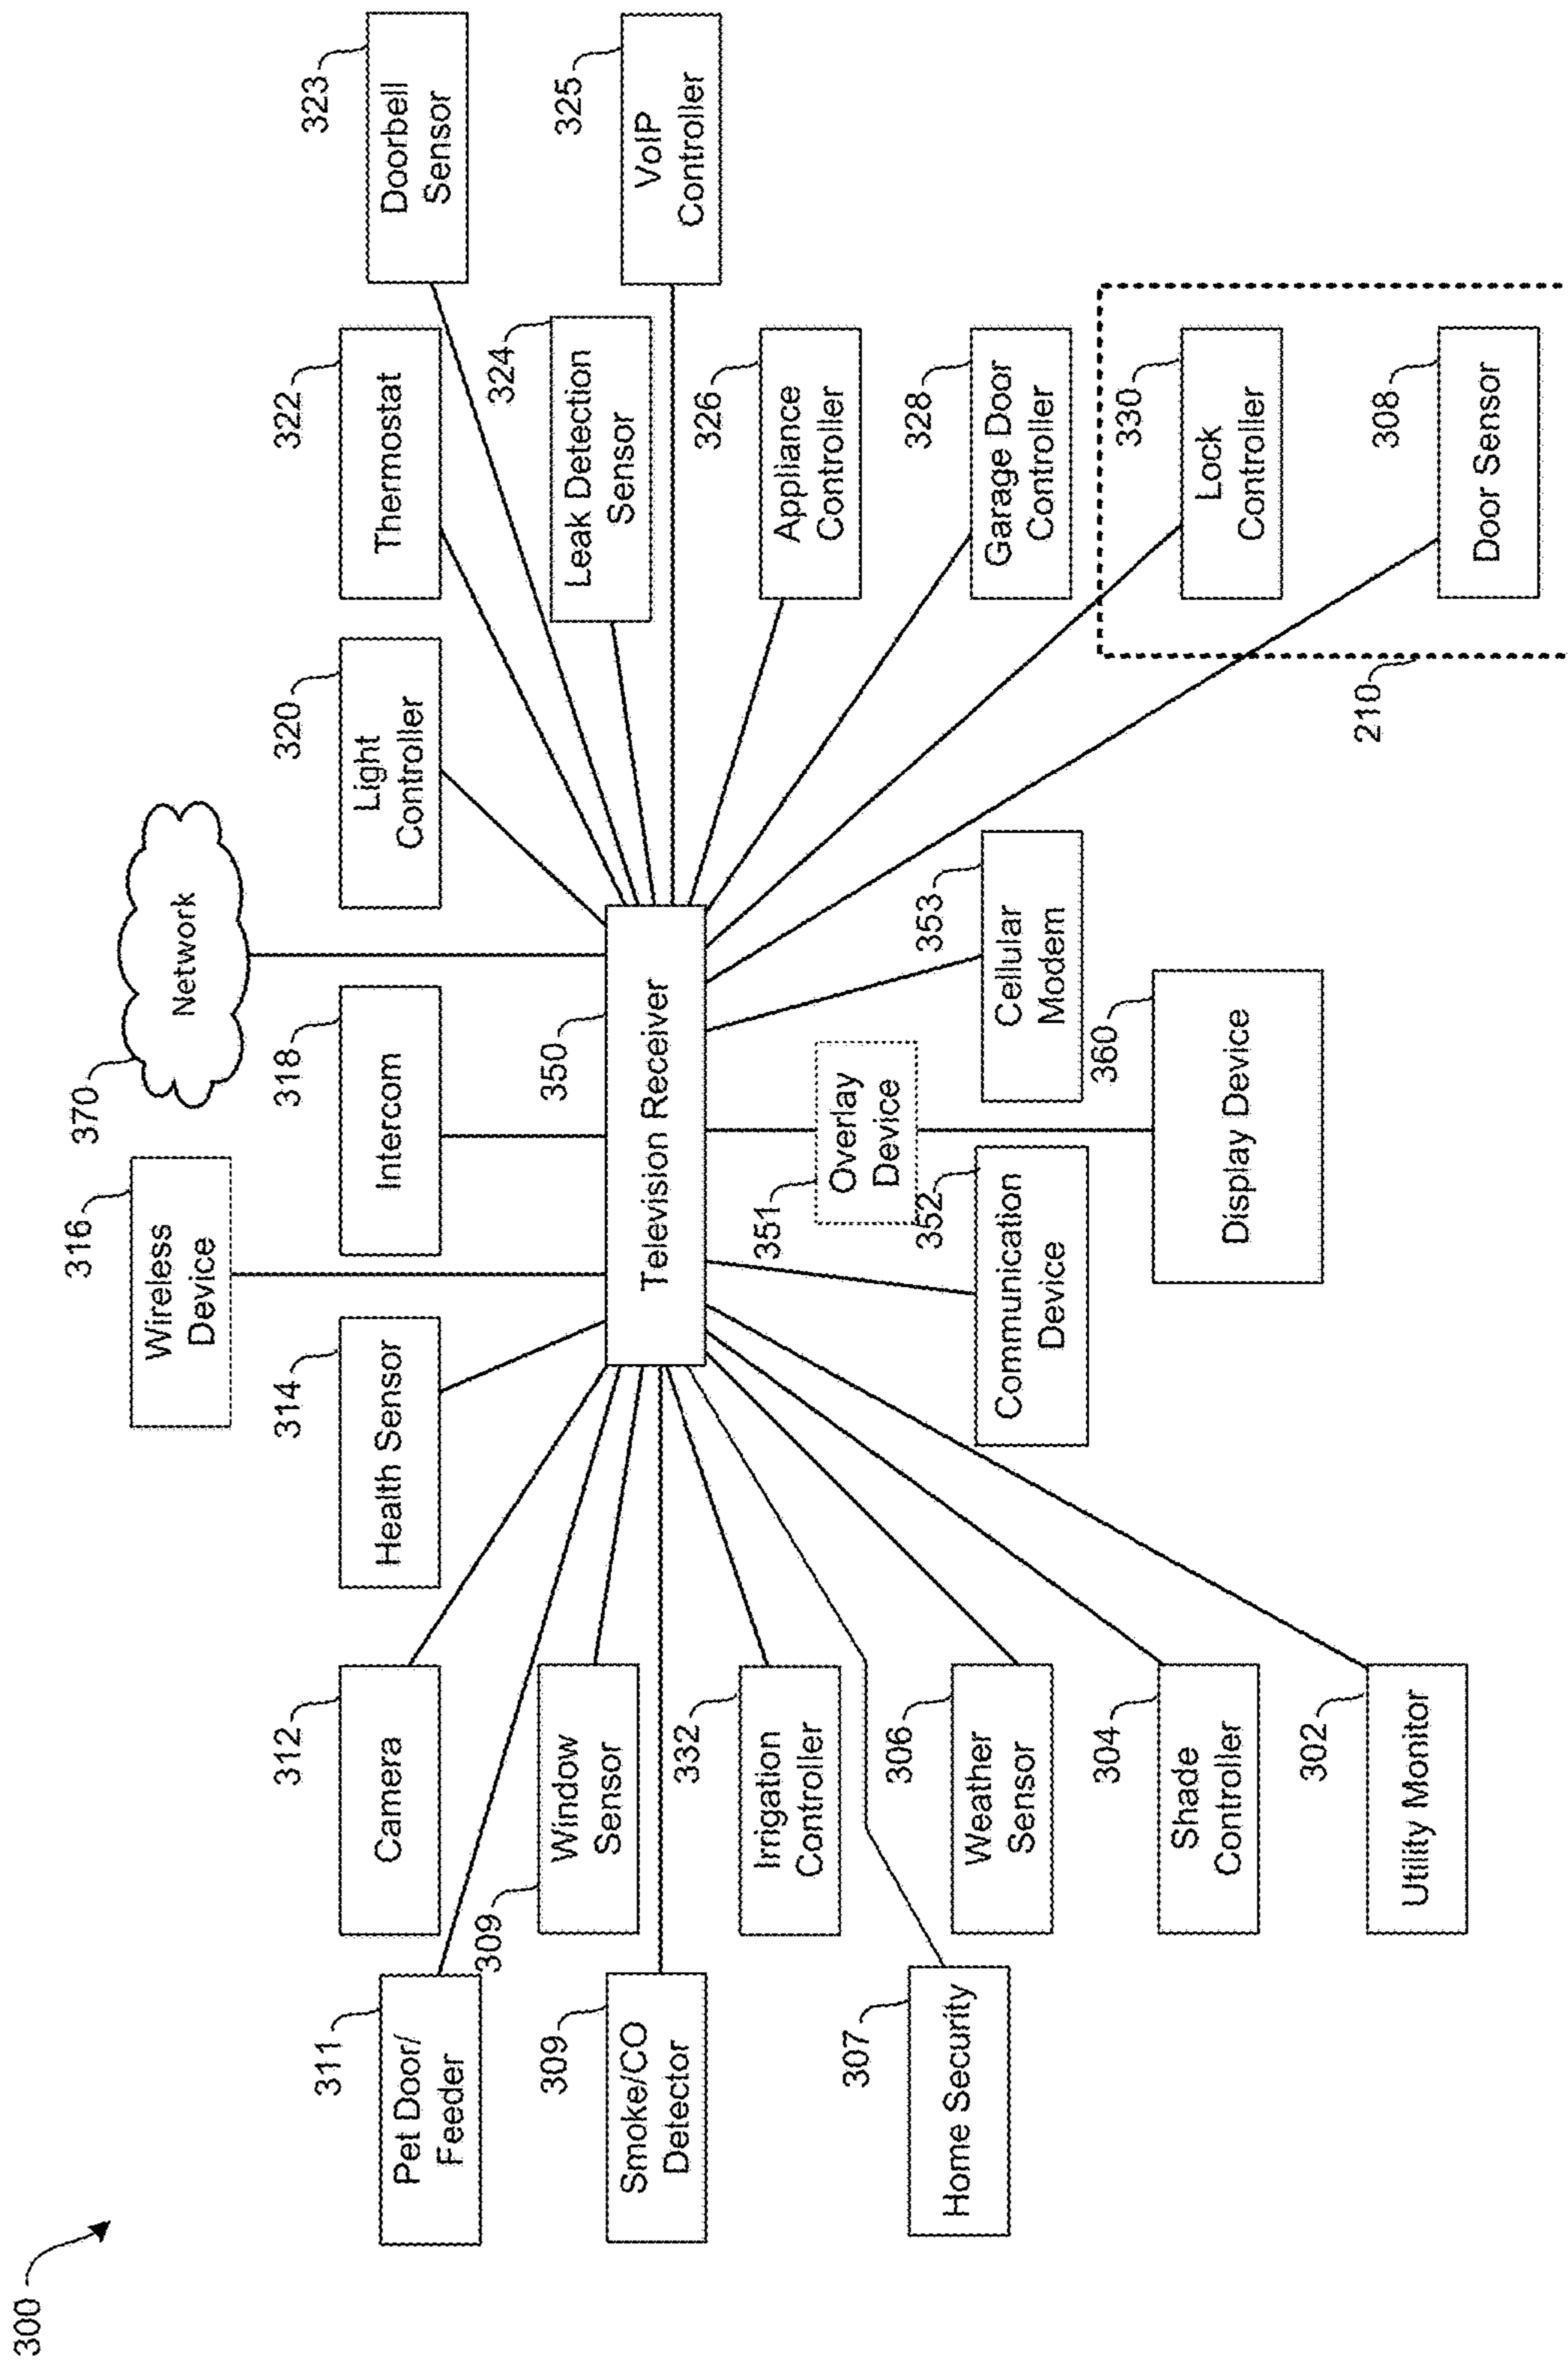 300
370
Network
316
Wireless
Device
311
Pet Door/
Feeder
312
Camera
314
Health Sensor
318
Intercom
320
Light
Controller
322
Thermostat
323
Doorbell
Sensor
309
Window
Sensor
309
Smoke/CO
Detector
350
Television Receiver
324
Leak Detection
Sensor
325
VoIP
Controller
332
Irrigation
Controller
326
Appliance
Controller
351
Overlay
Device
307
Home Security
306
Weather
Sensor
352
Communication
Device
353
Cellular
Modem
328
Garage Door
Controller
304
Shade
Controller
360
Display Device
330
Lock
Controller
302
Utility Monitor
210
308
Door Sensor